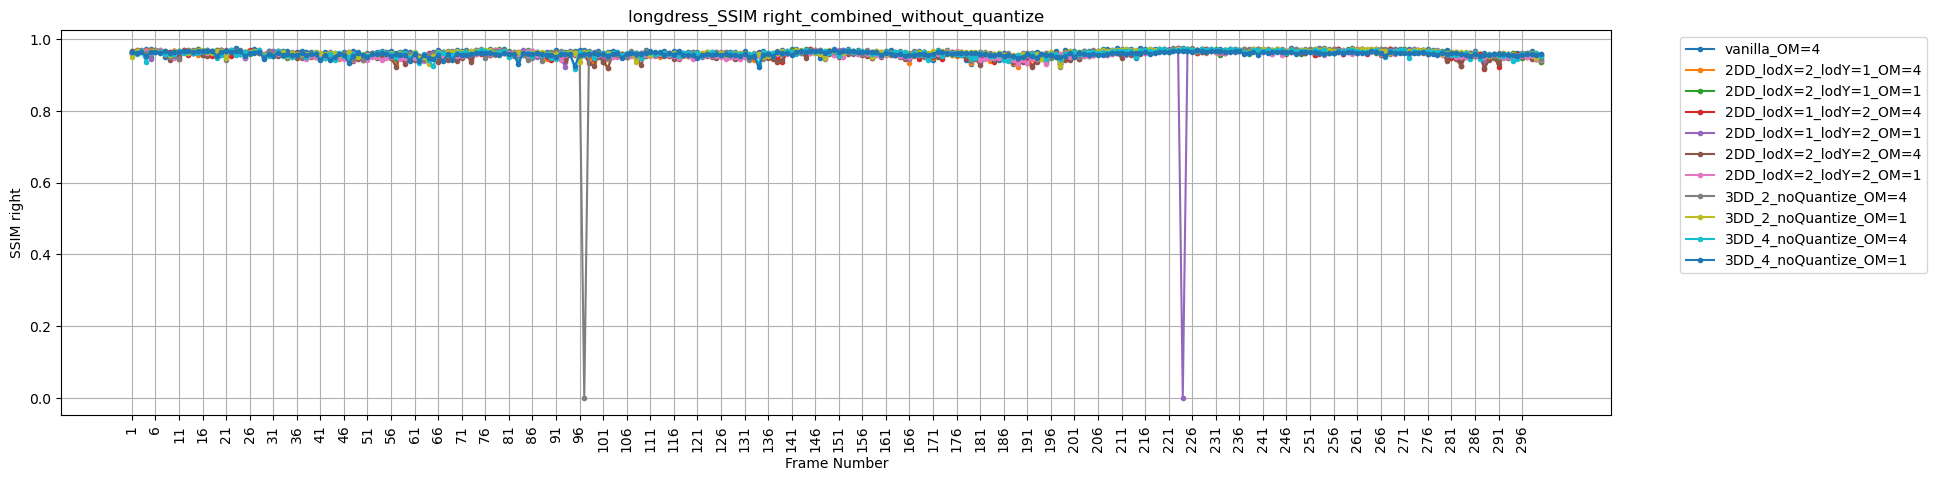 longdress_SSIM right_combined_without_quantize
SSIM right
1.0
0.8
0.6
0.4
0.2
0.0
1 6 11 16 21 26 31 36 41 46 51 56 61 66 71 76 81 86 91 96 101 106 111 116 121 126 131 136 141 146 151 156 161 166 171 176 181 186 191 196 201 206 211 216 221 226 231 236 241 246 251 256 261 266 271 276 281 286 291 296
Frame Number
vanilla_OM=4
2DD_lodX=2_lodY=1_OM=4
2DD_lodX=2_lodY=1_OM=1
2DD_lodX=1_lodY=2_OM=4
2DD_lodX=1_lodY=2_OM=1
2DD_lodX=2_lodY=2_OM=4
2DD_lodX=2_lodY=2_OM=1
3DD_2_noQuantize_OM=4
3DD_2_noQuantize_OM=1
3DD_4_noQuantize_OM=4
3DD_4_noQuantize_OM=1